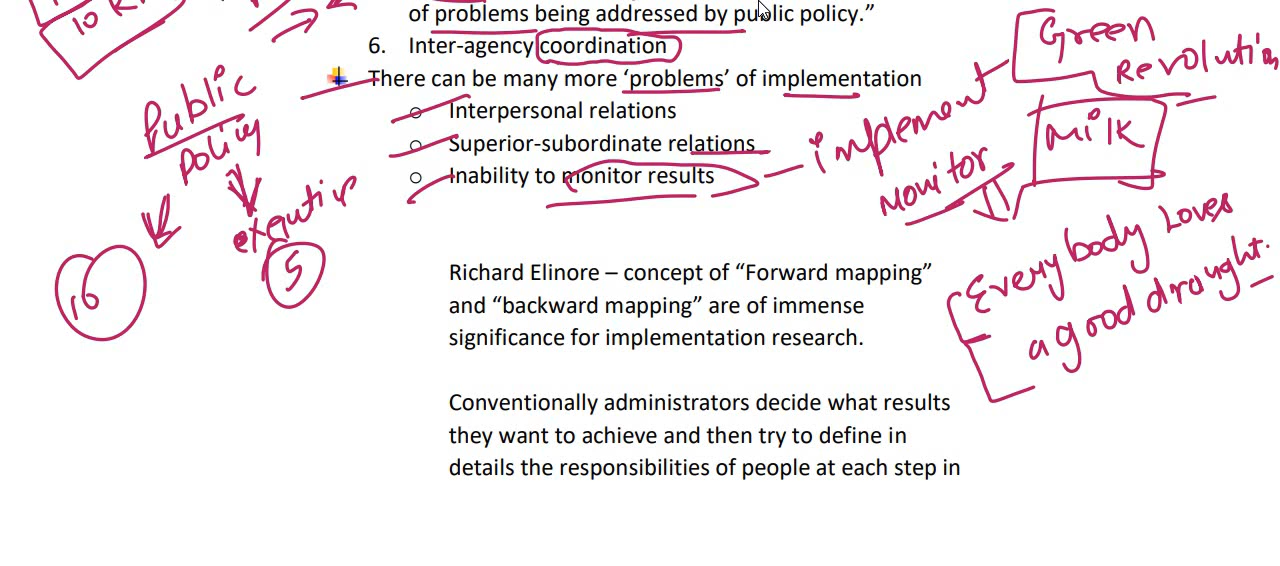 of problems being addressed by public policy.”
6. Inter-agency coordination
There can be many more ‘problems’ of implementation
o Interpersonal relations
o Superior-subordinate relations
o Inability to monitor results
Richard Elinore – concept of “Forward mapping”
and “backward mapping” are of immense
significance for implementation research.
Conventionally administrators decide what results
they want to achieve and then try to define in
details the responsibilities of people at each step in
10
Public
policy
16
5
implement
Monitor
Green
Revolution
Milk
Every body Loves
a good draught.